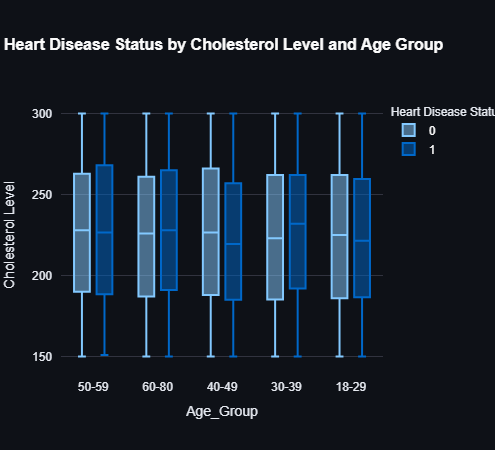 Heart Disease Status by Cholesterol Level and Age Group
Heart Disease Statu
0
1
Cholesterol Level
300
250
200
150
50-59
60-80
40-49
30-39
18-29
Age_Group